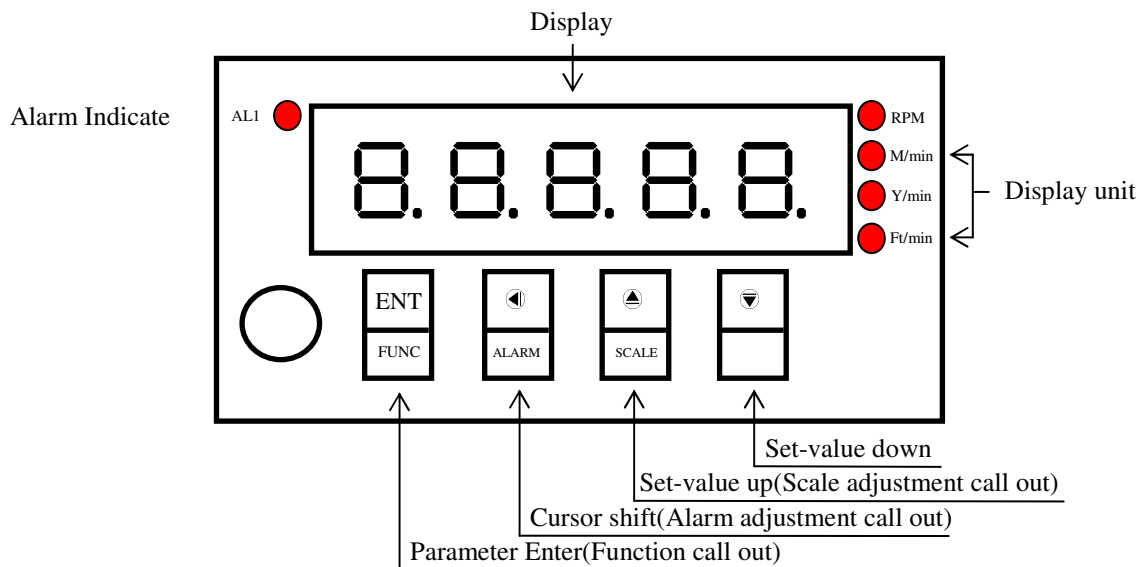 Display
Alarm Indicate
AL1
RPM
M/min
Y/min
Ft/min
Display unit
8.8.8.8.8.
ENT
FUNC
ALARM
SCALE
Set-value down
Set-value up(Scale adjustment call out)
Cursor shift(Alarm adjustment call out)
Parameter Enter(Function call out)